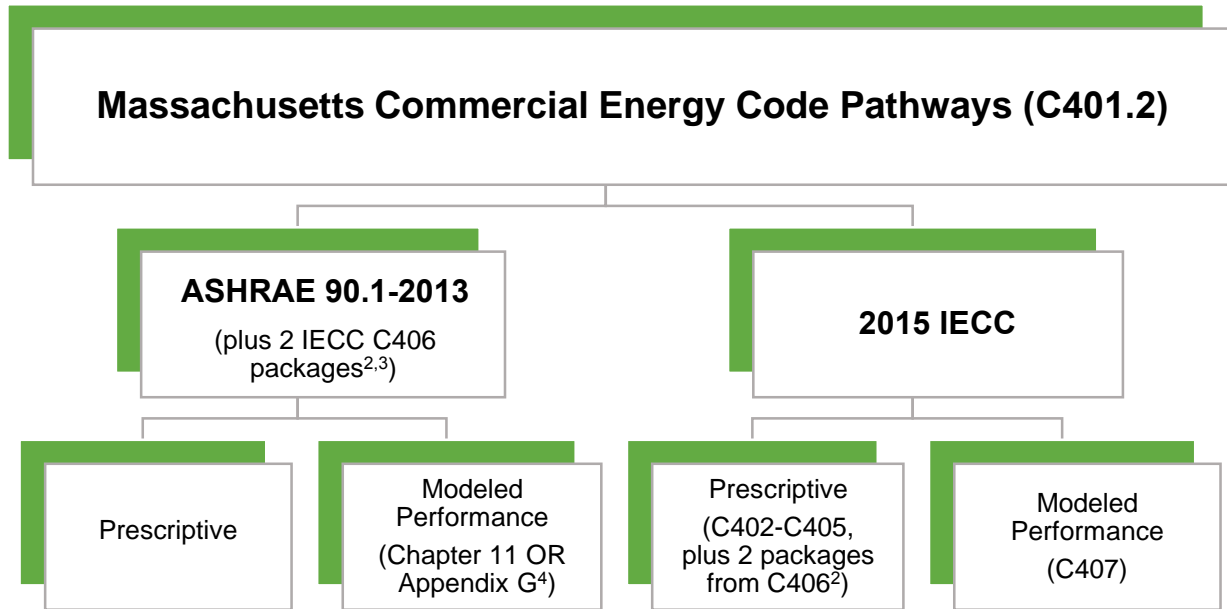 Massachusetts Commercial Energy Code Pathways (C401.2)
ASHRAE 90.1-2013
(plus 2 IECC C406
packages2,3)
2015 IECC
Prescriptive
Modeled
Performance
(Chapter 11 OR
Appendix G4)
Prescriptive
(C402-C405,
plus 2 packages
from C4062)
Modeled
Performance
(C407)